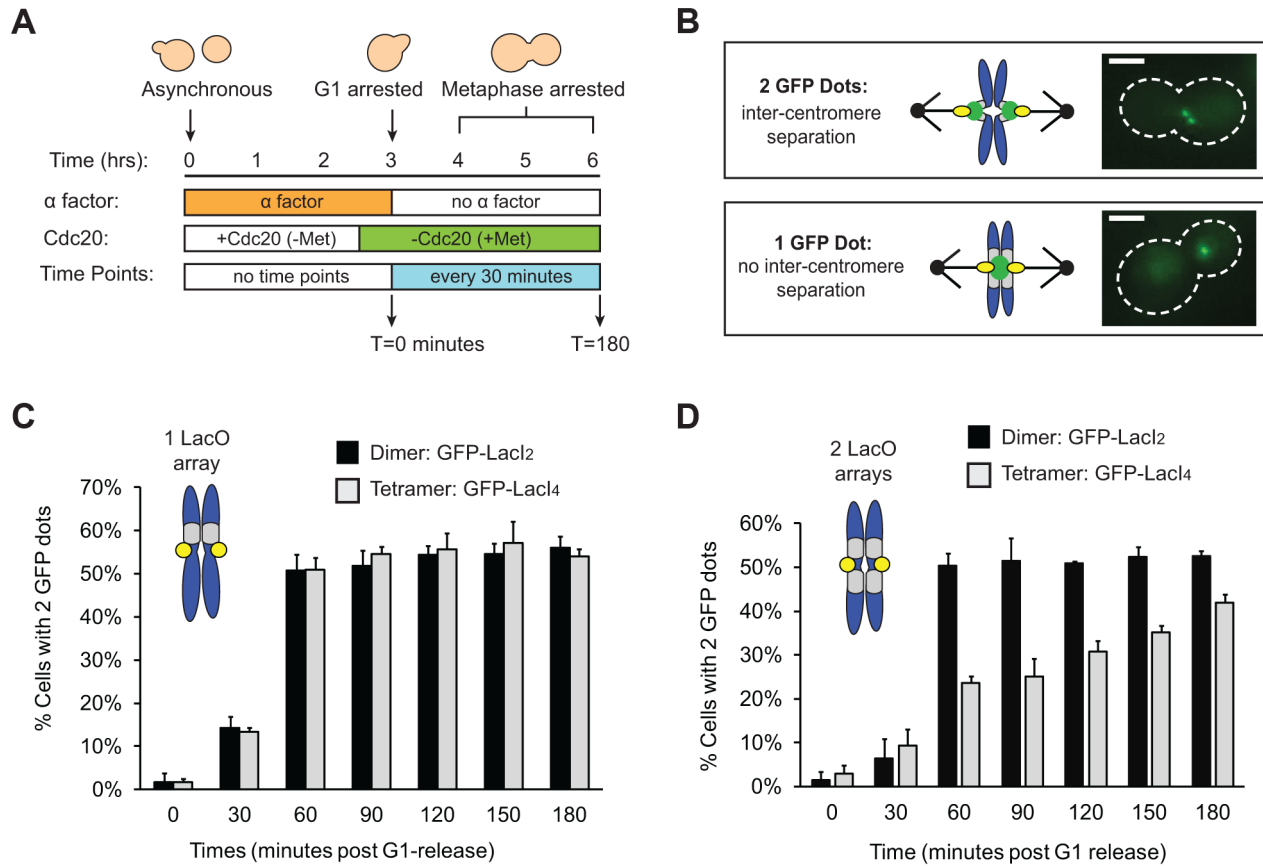 A
Asynchronous
G1 arrested
Metaphase arrested
Time (hrs):
0 1 2 3 4 5 6
α factor:
α factor
no α factor
Cdc20:
+Cdc20 (-Met)
-Cdc20 (+Met)
Time Points:
no time points
every 30 minutes
T=0 minutes
T=180
B
2 GFP Dots:
inter-centromere
separation
1 GFP Dot:
no inter-centromere
separation
C
1 LacO
array
Dimer: GFP-LacI2
Tetramer: GFP-LacI4
% Cells with 2 GFP dots
70%
60%
50%
40%
30%
20%
10%
0%
0 30 60 90 120 150 180
Times (minutes post G1-release)
D
2 LacO
arrays
Dimer: GFP-LacI2
Tetramer: GFP-LacI4
% Cells with 2 GFP dots
60%
50%
40%
30%
20%
10%
0%
0 30 60 90 120 150 180
Time (minutes post G1 release)